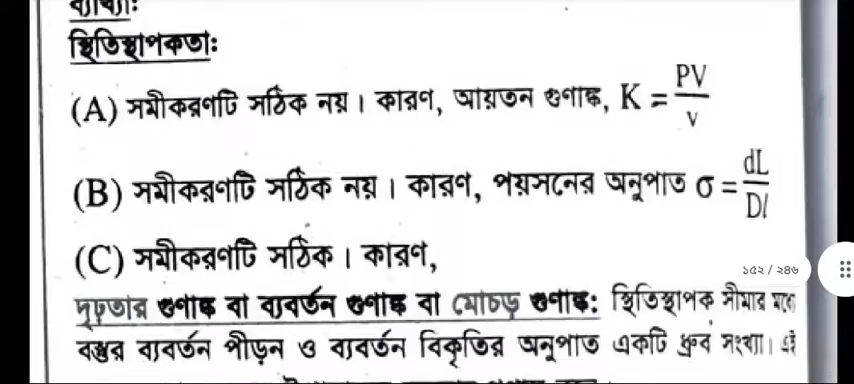 ব্যাখ্যা:
স্থিতিস্থাপকতাঃ
(A) সমীকরণটি সঠিক নয়। কারণ, আয়তন গুণাঙ্ক, K = PV/v
(B) সমীকরণটি সঠিক নয়। কারণ, পয়সনের অনুপাত σ = dL/Dl
(C) সমীকরণটি সঠিক। কারণ,
১৫২ / ২৪৬
দৃঢ়তার গুণাঙ্ক বা ব্যবর্তন গুণাঙ্ক বা মোচড় গুণাঙ্ক: স্থিতিস্থাপক সীমার মধ্যে
বস্তুর ব্যবর্তন পীড়ন ও ব্যবর্তন বিকৃতির অনুপাত একটি ধ্রুব সংখ্যা। এই